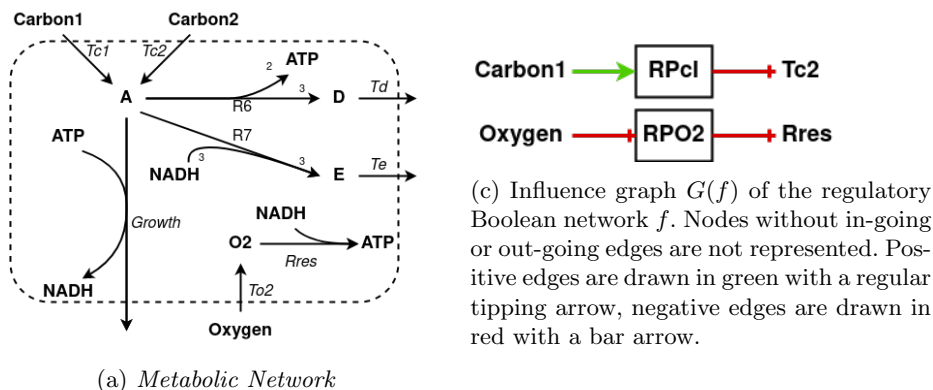 Carbon1 Carbon2
Tc1 Tc2
ATP
2
A 3 D Td
R6
ATP R7
NADH 3 3 E Te
NADH
Growth O2 ATP
Rres
NADH To2
Oxygen
(a) Metabolic Network
Carbon1 RPcl Tc2
Oxygen RPO2 Rres
(c) Influence graph G(f) of the regulatory
Boolean network f. Nodes without in-going
or out-going edges are not represented. Pos-
itive edges are drawn in green with a regular
tipping arrow, negative edges are drawn in
red with a bar arrow.